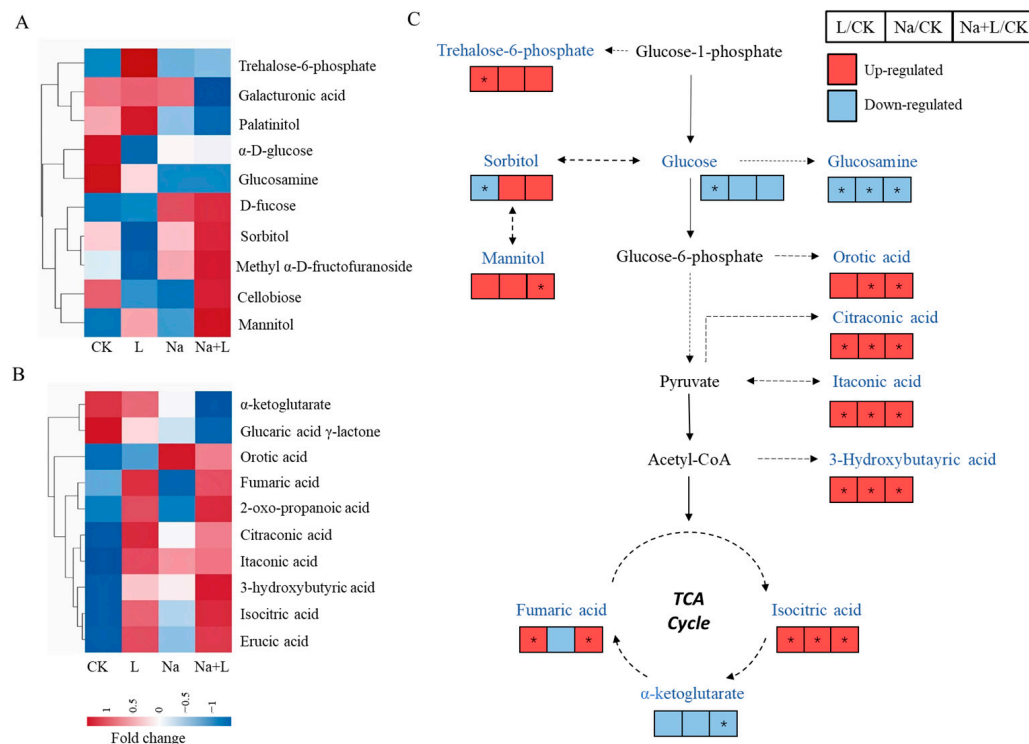 A
Trehalose-6-phosphate
Galacturonic acid
Palatinitol
α-D-glucose
Glucosamine
D-fucose
Sorbitol
Methyl α-D-fructofuranoside
Cellobiose
Mannitol
CK L Na Na+L
B
α-ketoglutarate
Glucaric acid γ-lactone
Orotic acid
Fumaric acid
2-oxo-propanoic acid
Citraconic acid
Itaconic acid
3-hydroxybutyric acid
Isocitric acid
Erucic acid
CK L Na Na+L
1 0.5 0 −0.5 −1
Fold change
C
L/CK Na/CK Na+L/CK
Up-regulated
Down-regulated
Trehalose-6-phosphate Glucose-1-phosphate
*
Sorbitol Glucose Glucosamine
* * * * *
Mannitol Glucose-6-phosphate Orotic acid
* * *
Citraconic acid
* * *
Pyruvate Itaconic acid
* * *
Acetyl-CoA 3-Hydroxybutayric acid
* * *
TCA
Cycle
Fumaric acid Isocitric acid
* * * * *
α-ketoglutarate
*